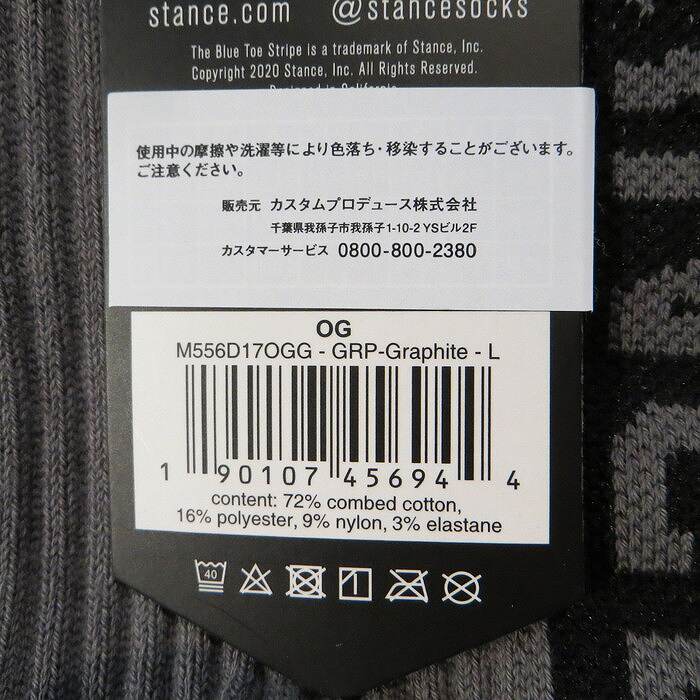 stance.com @stancesocks
The Blue Toe Stripe is a trademark of Stance, Inc.
Copyright 2020 Stance, Inc. All Rights Reserved.
Designed in California
使用中の摩擦や洗濯等により色落ち・移染することがございます。
ご注意ください。
販売元 カスタムプロデュース株式会社
千葉県我孫子市我孫子1-10-2 YSビル2F
カスタマーサービス 0800-800-2380
OG
M556D17OGG - GRP-Graphite - L
1 90107 45694 4
content: 72% combed cotton,
16% polyester, 9% nylon, 3% elastane
40